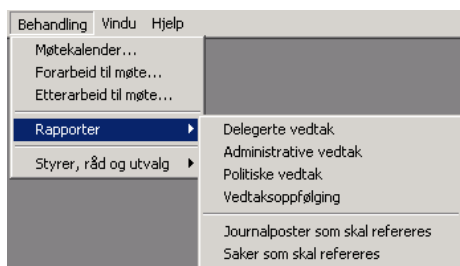 Behandling Vindu Hjelp
Møtekalender...
Forarbeid til møte...
Etterarbeid til møte...
Rapporter
Styrer, råd og utvalg
Delegerte vedtak
Administrative vedtak
Politiske vedtak
Vedtaksoppfølging
Journalposter som skal refereres
Saker som skal refereres